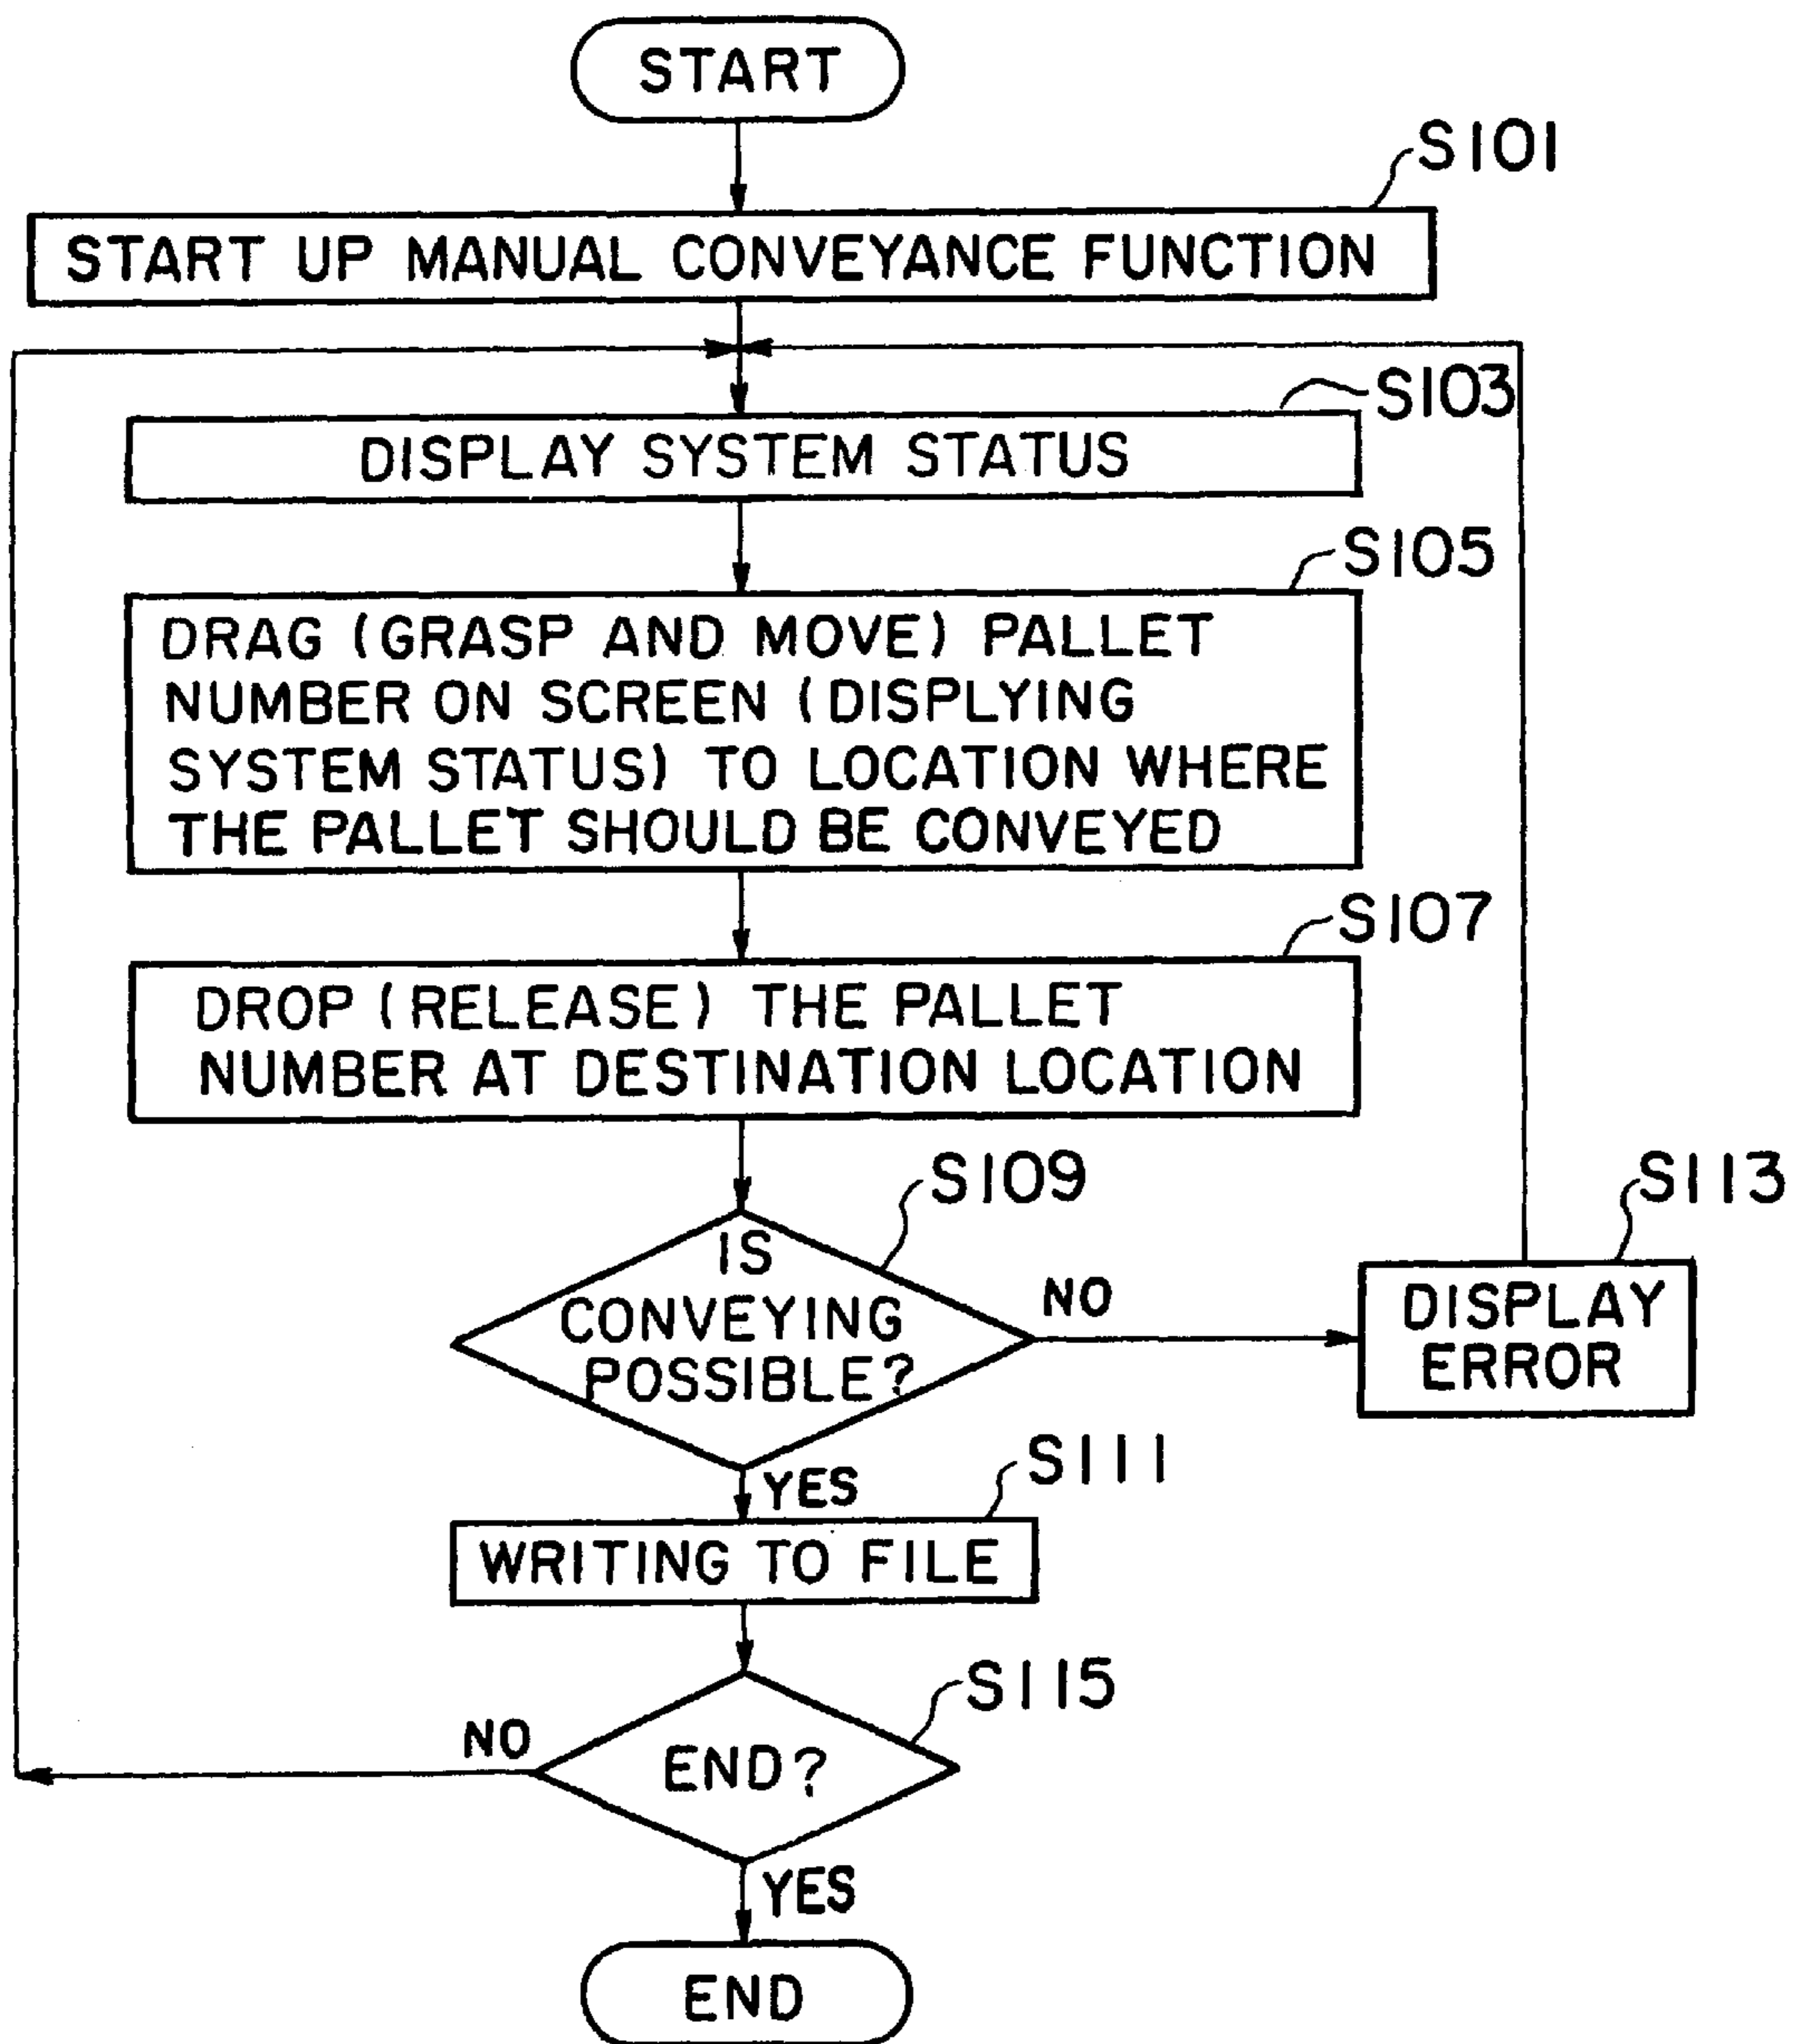 START
S101
START UP MANUAL CONVEYANCE FUNCTION
S103
DISPLAY SYSTEM STATUS
S105
DRAG (GRASP AND MOVE) PALLET
NUMBER ON SCREEN (DISPLYING
SYSTEM STATUS) TO LOCATION WHERE
THE PALLET SHOULD BE CONVEYED
S107
DROP (RELEASE) THE PALLET
NUMBER AT DESTINATION LOCATION
S109
S113
IS
CONVEYING
POSSIBLE?
NO
DISPLAY
ERROR
YES
S111
WRITING TO FILE
S115
NO
END?
YES
END